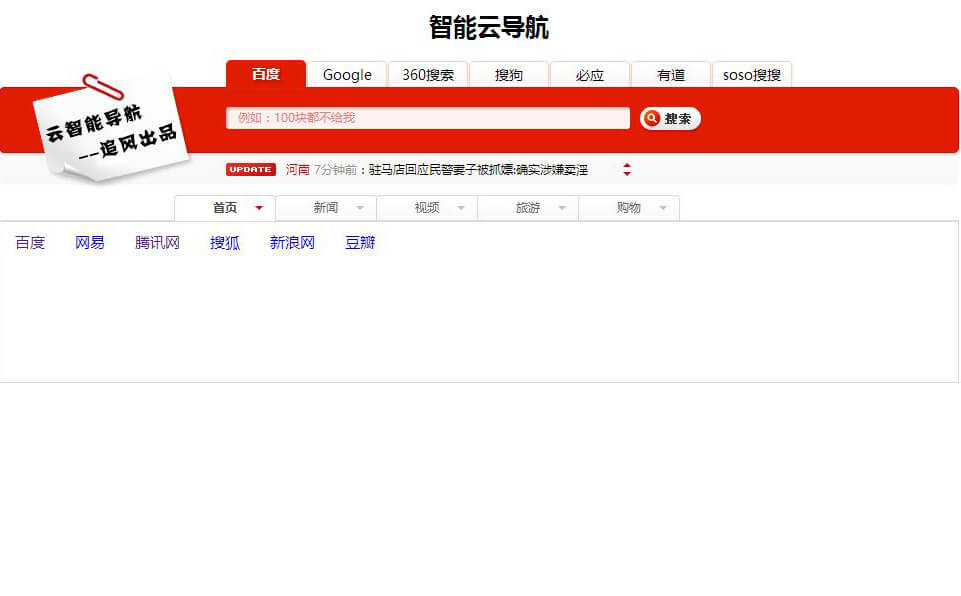 智能云导航
百度 Google 360搜索 搜狗 必应 有道 soso搜搜
云智能导航
--追风出品
例如：100块都不给我 搜索
UPDATE 河南 7分钟前：驻马店回应民警妻子被抓嫖:确实涉嫌卖淫
首页 新闻 视频 旅游 购物
百度 网易 腾讯网 搜狐 新浪网 豆瓣